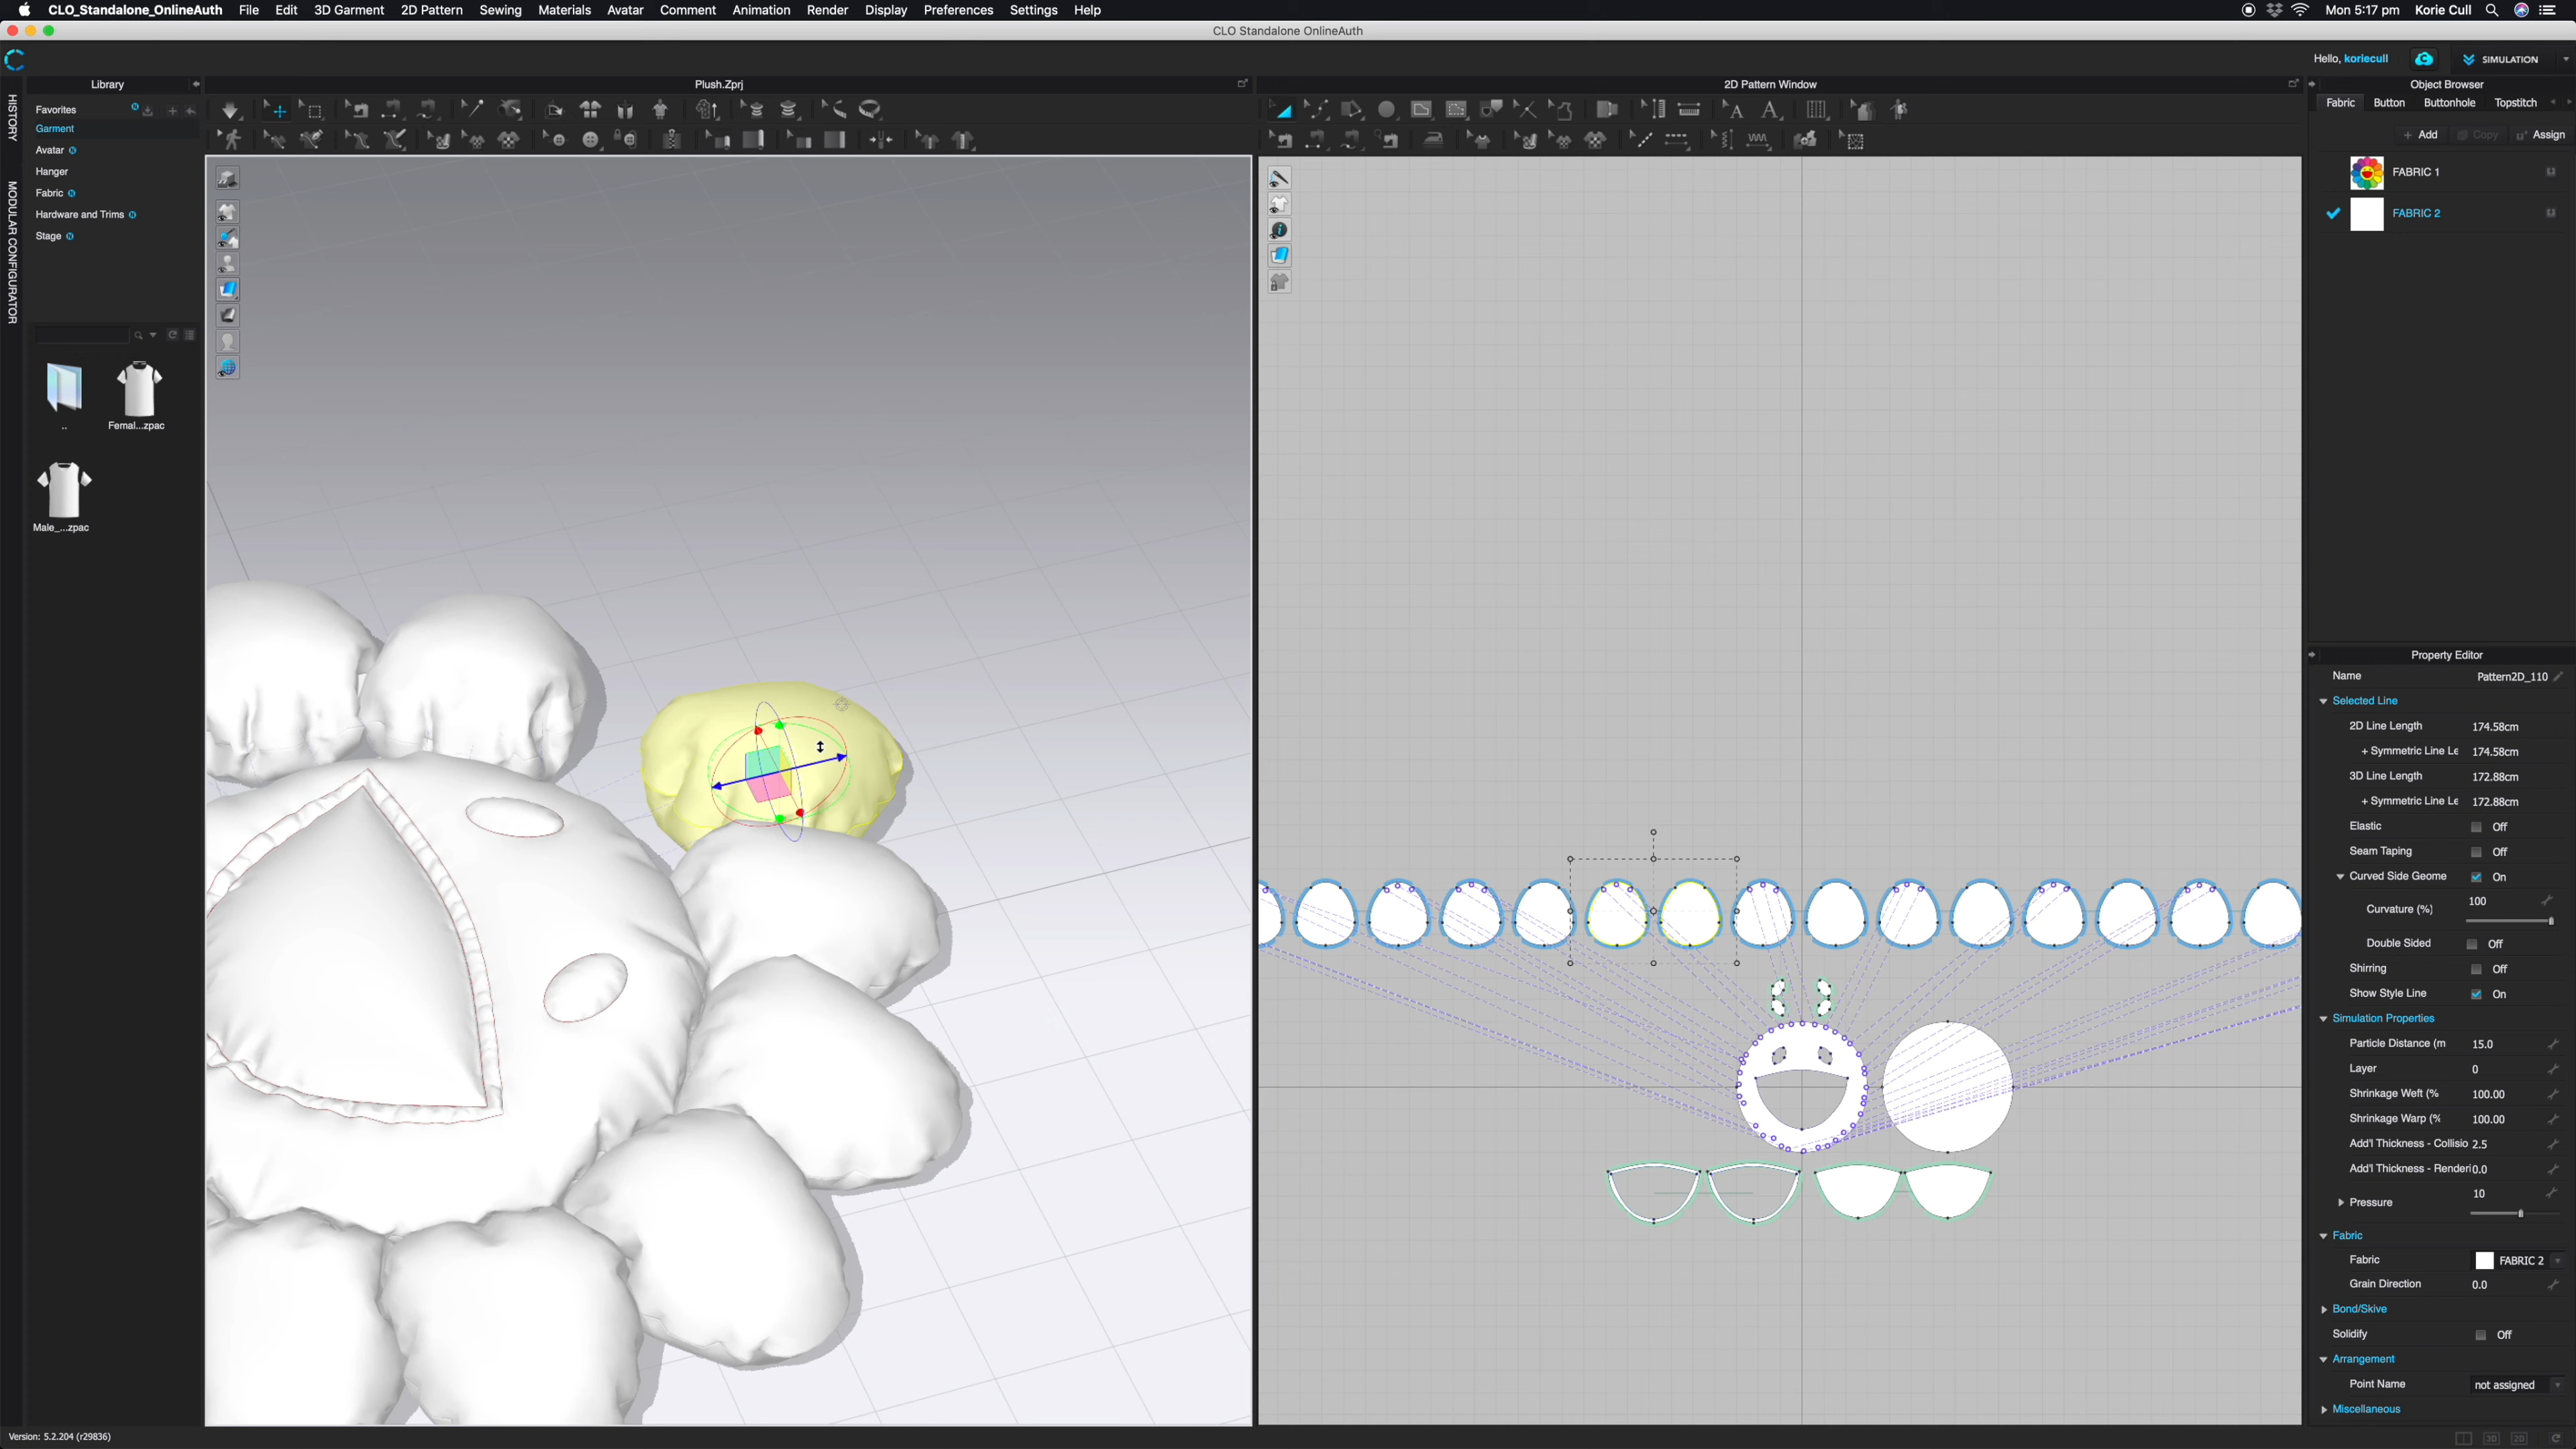 CLO_Standalone_OnlineAuth File Edit 3D Garment 2D Pattern Sewing Materials Avatar Comment Animation Render Display Preferences Settings Help Mon 5:17 pm Korie Cull
CLO Standalone OnlineAuth
Hello, koriecull SIMULATION
HISTORY
MODULAR CONFIGURATOR
Library
Favorites
Garment
Avatar
Hanger
Fabric
Hardware and Trims
Stage
..
Femal...zpac
Male_...zpac
Plush.Zprj
2D Pattern Window
Object Browser
Fabric Button Buttonhole Topstitch
+ Add Copy Assign
FABRIC 1
FABRIC 2
Property Editor
Name Pattern2D_110
Selected Line
2D Line Length 174.58cm
+ Symmetric Line Le 174.58cm
3D Line Length 172.88cm
+ Symmetric Line Le 172.88cm
Elastic Off
Seam Taping Off
Curved Side Geome On
Curvature (%) 100
Double Sided Off
Shirring Off
Show Style Line On
Simulation Properties
Particle Distance (m 15.0
Layer 0
Shrinkage Weft (% 100.00
Shrinkage Warp (% 100.00
Add'l Thickness - Collisio 2.5
Add'l Thickness - Renderi 0.0
Pressure 10
Fabric
Fabric FABRIC 2
Grain Direction 0.0
Bond/Skive
Solidify Off
Arrangement
Point Name not assigned
Miscellaneous
Version: 5.2.204 (r29836)
3D 2D